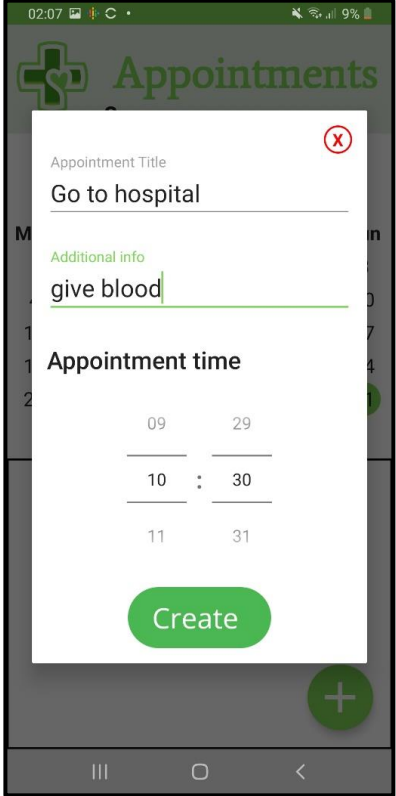 02:07 9%
Appointments
Appointment Title
Go to hospital
Additional info
give blood
Appointment time
09 29
10 : 30
11 31
Create